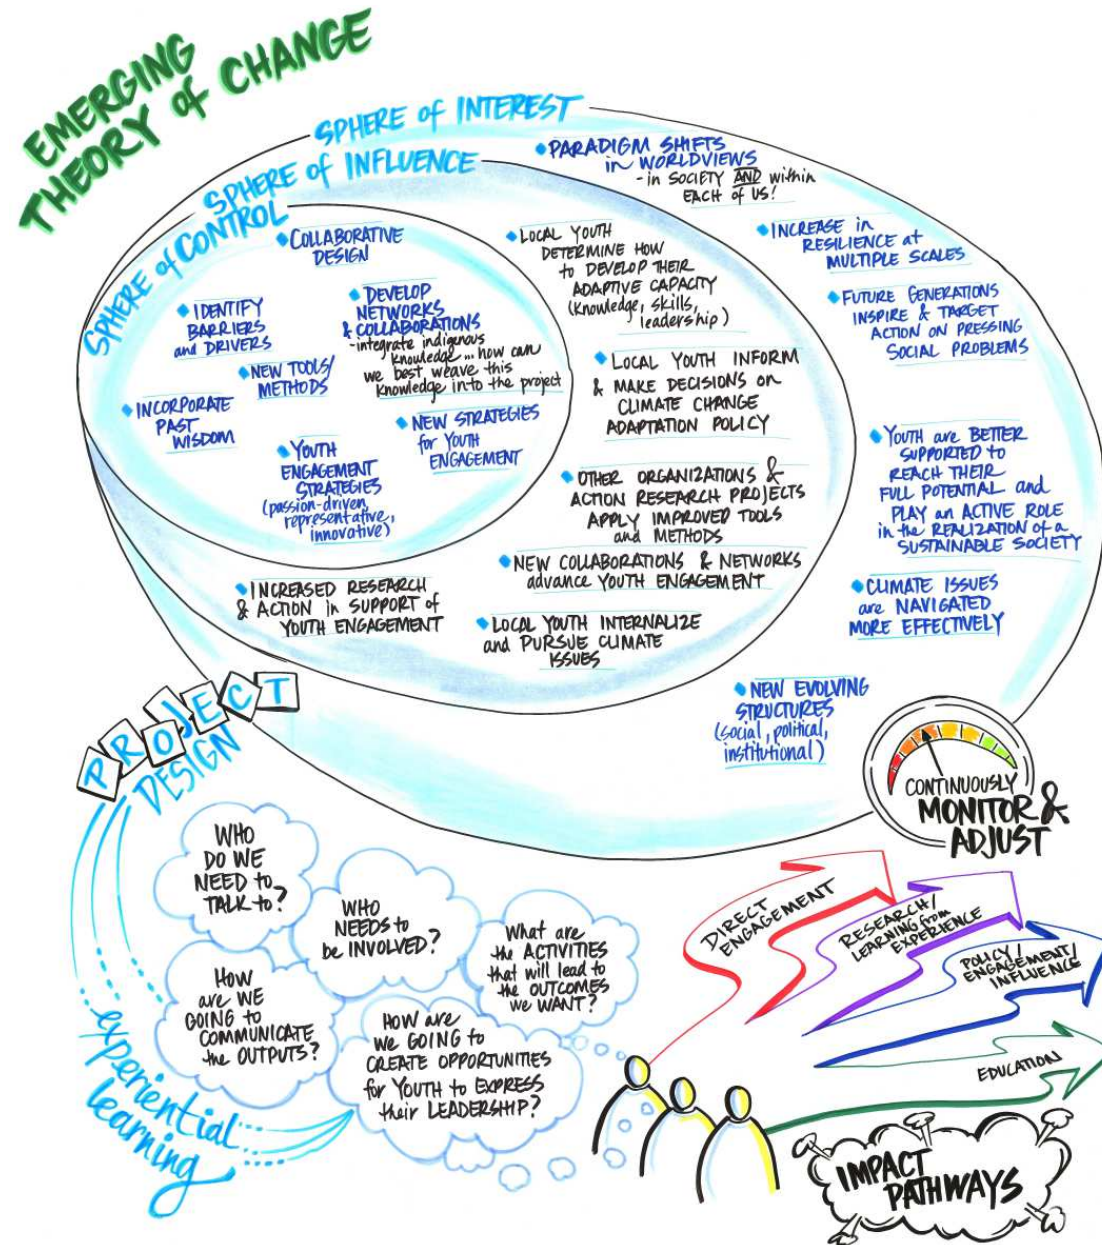 EMERGING
THEORY of CHANGE
SPHERE of INTEREST
SPHERE of INFLUENCE
SPHERE of CONTROL
COLLABORATIVE
DESIGN
IDENTIFY
BARRIERS
and DRIVERS
DEVELOP
NETWORKS
& COLLABORATIONS
-integrate indigenous
knowledge... how can
we best weave this
knowledge into the project
NEW TOOLS/
METHODS
INCORPORATE
PAST
WISDOM
NEW STRATEGIES
for YOUTH
ENGAGEMENT
YOUTH
ENGAGEMENT
STRATEGIES
(passion-driven,
representative,
innovative)
LOCAL YOUTH
DETERMINE HOW
to DEVELOP THEIR
ADAPTIVE CAPACITY
(knowledge, skills,
leadership)
LOCAL YOUTH INFORM
& MAKE DECISIONS on
CLIMATE CHANGE
ADAPTATION POLICY
OTHER ORGANIZATIONS &
ACTION RESEARCH PROJECTS
APPLY IMPROVED TOOLS
and METHODS
NEW COLLABORATIONS & NETWORKS
advance YOUTH ENGAGEMENT
INCREASED RESEARCH
& ACTION in SUPPORT of
YOUTH ENGAGEMENT
LOCAL YOUTH INTERNALIZE
and PURSUE CLIMATE
ISSUES
PARADIGM SHIFTS
in WORLDVIEWS
- in SOCIETY AND within
EACH of US!
INCREASE in
RESILIENCE at
MULTIPLE SCALES
FUTURE GENERATIONS
INSPIRE & TARGET
ACTION ON PRESSING
SOCIAL PROBLEMS
YOUTH are BETTER
SUPPORTED to
REACH THEIR
FULL POTENTIAL and
PLAY an ACTIVE ROLE
in the REALIZATION of a
SUSTAINABLE SOCIETY
CLIMATE ISSUES
are NAVIGATED
MORE EFFECTIVELY
NEW EVOLVING
STRUCTURES
(social, political,
institutional)
CONTINUOUSLY
MONITOR &
ADJUST
PROJECT
DESIGN
WHO
DO WE
NEED to
TALK to?
WHO
NEEDS to
be INVOLVED?
What are
the ACTIVITIES
that will lead to
the OUTCOMES
we WANT?
How
are WE
GOING to
COMMUNICATE
the OUTPUTS?
HOW are
we GOING to
CREATE OPPORTUNITIES
for YOUTH to EXPRESS
their LEADERSHIP?
experiential
learning
DIRECT
ENGAGEMENT
RESEARCH/
LEARNING from
EXPERIENCE
POLICY/
ENGAGEMENT/
INFLUENCE
EDUCATION
IMPACT
PATHWAYS